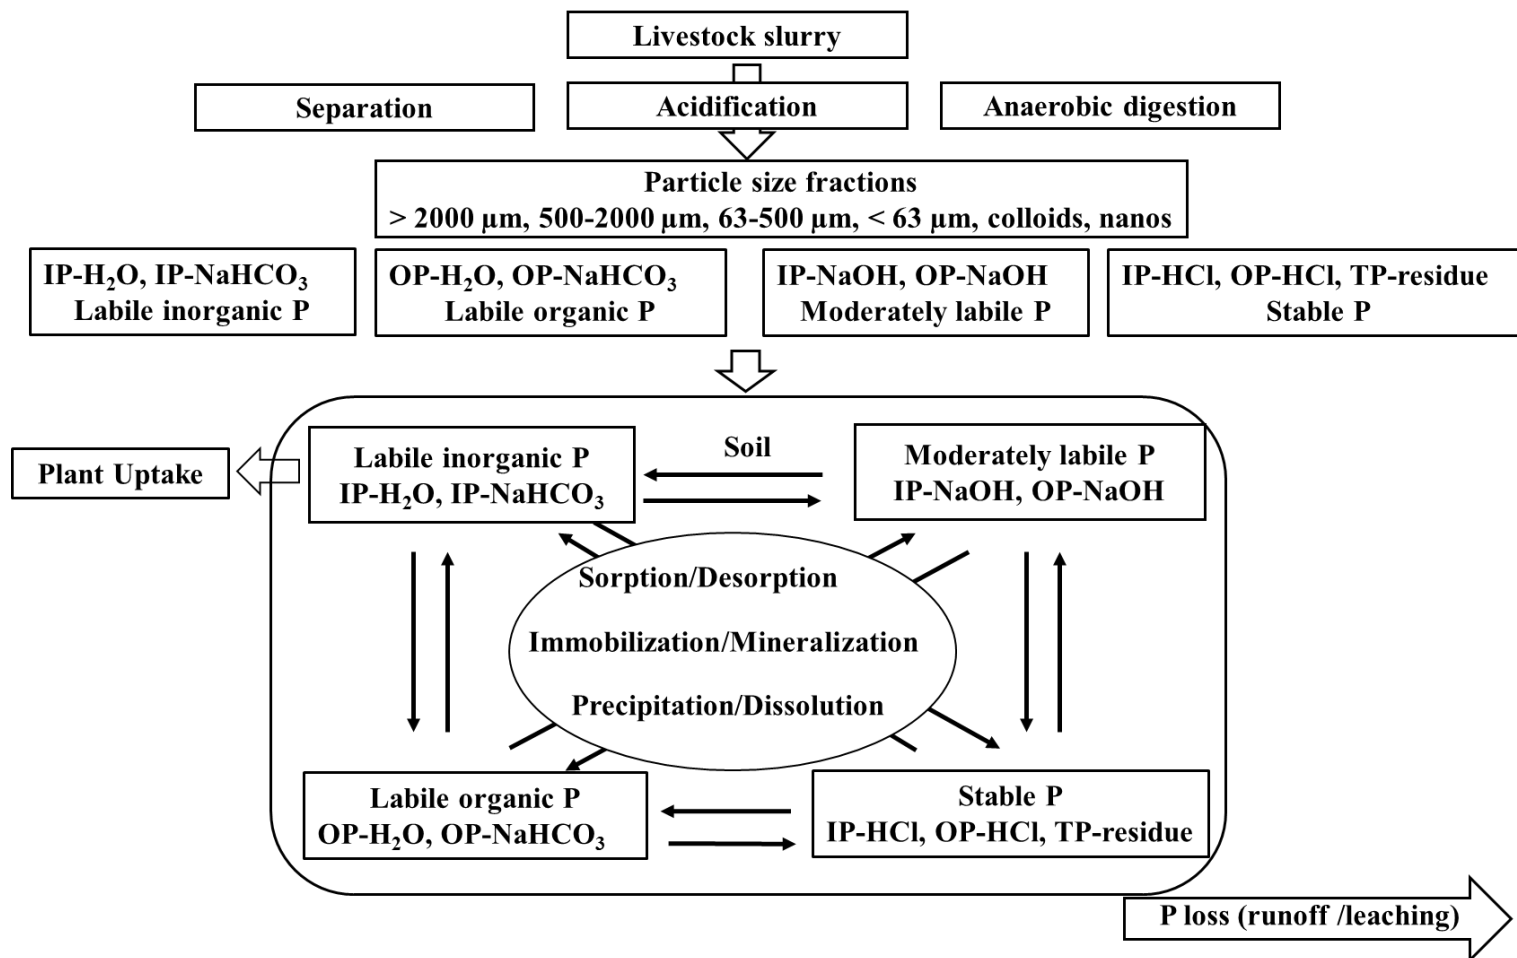 Livestock slurry
Separation
Acidification
Anaerobic digestion
Particle size fractions
> 2000 µm, 500-2000 µm, 63-500 µm, < 63 µm, colloids, nanos
IP-H₂O, IP-NaHCO₃
Labile inorganic P
OP-H₂O, OP-NaHCO₃
Labile organic P
IP-NaOH, OP-NaOH
Moderately labile P
IP-HCl, OP-HCl, TP-residue
Stable P
Plant Uptake
Labile inorganic P
IP-H₂O, IP-NaHCO₃
Soil
Moderately labile P
IP-NaOH, OP-NaOH
Sorption/Desorption
Immobilization/Mineralization
Precipitation/Dissolution
Labile organic P
OP-H₂O, OP-NaHCO₃
Stable P
IP-HCl, OP-HCl, TP-residue
P loss (runoff /leaching)